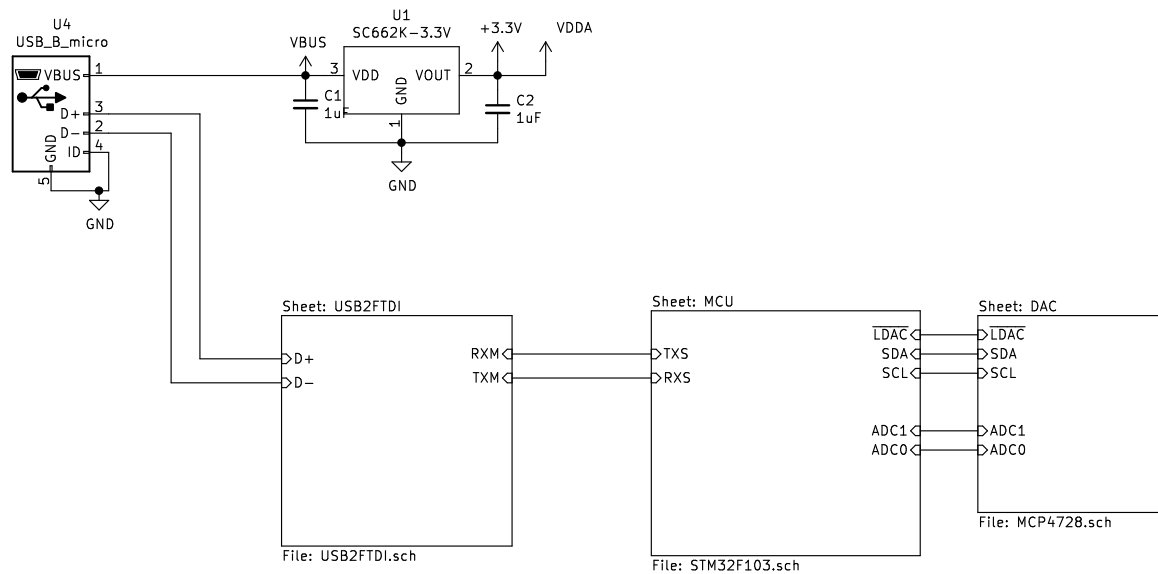 U4
USB_B_micro
VBUS 1
D+ 3
D- 2
ID 4
GND
5
GND
VBUS
C1
1uF
U1
SC662K-3.3V
3 VDD VOUT 2
GND
1
GND
+3.3V
VDDA
C2
1uF
Sheet: USB2FTDI
D+
D-
RXM
TXM
File: USB2FTDI.sch
Sheet: MCU
TXS
RXS
LDAC
SDA
SCL
ADC1
ADC0
File: STM32F103.sch
Sheet: DAC
LDAC
SDA
SCL
ADC1
ADC0
File: MCP4728.sch